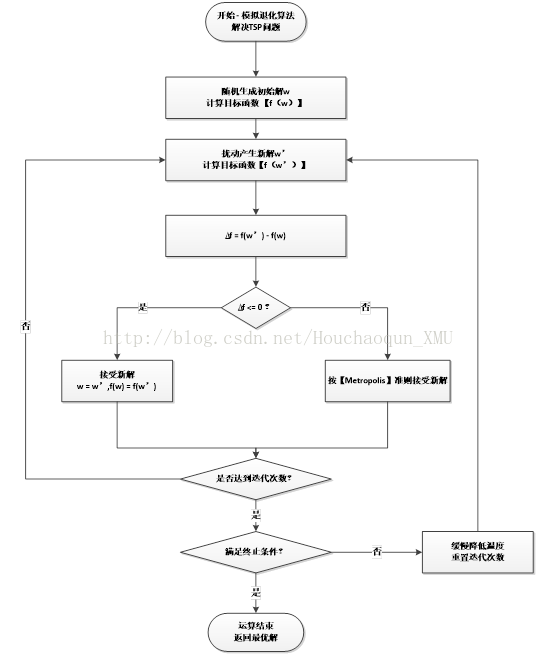 开始 - 模拟退化算法
解决TSP问题
随机生成初始解w
计算目标函数【f（w）】
扰动产生新解w’
计算目标函数【f（w’）】
Δf = f(w’) - f(w)
Δf <= 0 ?
是
否
http://blog.csdn.net/Houchaoqun_XMU
否
接受新解
w = w’,f(w) = f(w’)
按【Metropolis】准则接受新解
是否达到迭代次数?
是
满足终止条件?
否
缓慢降低温度
重置迭代次数
是
运算结束
返回最优解